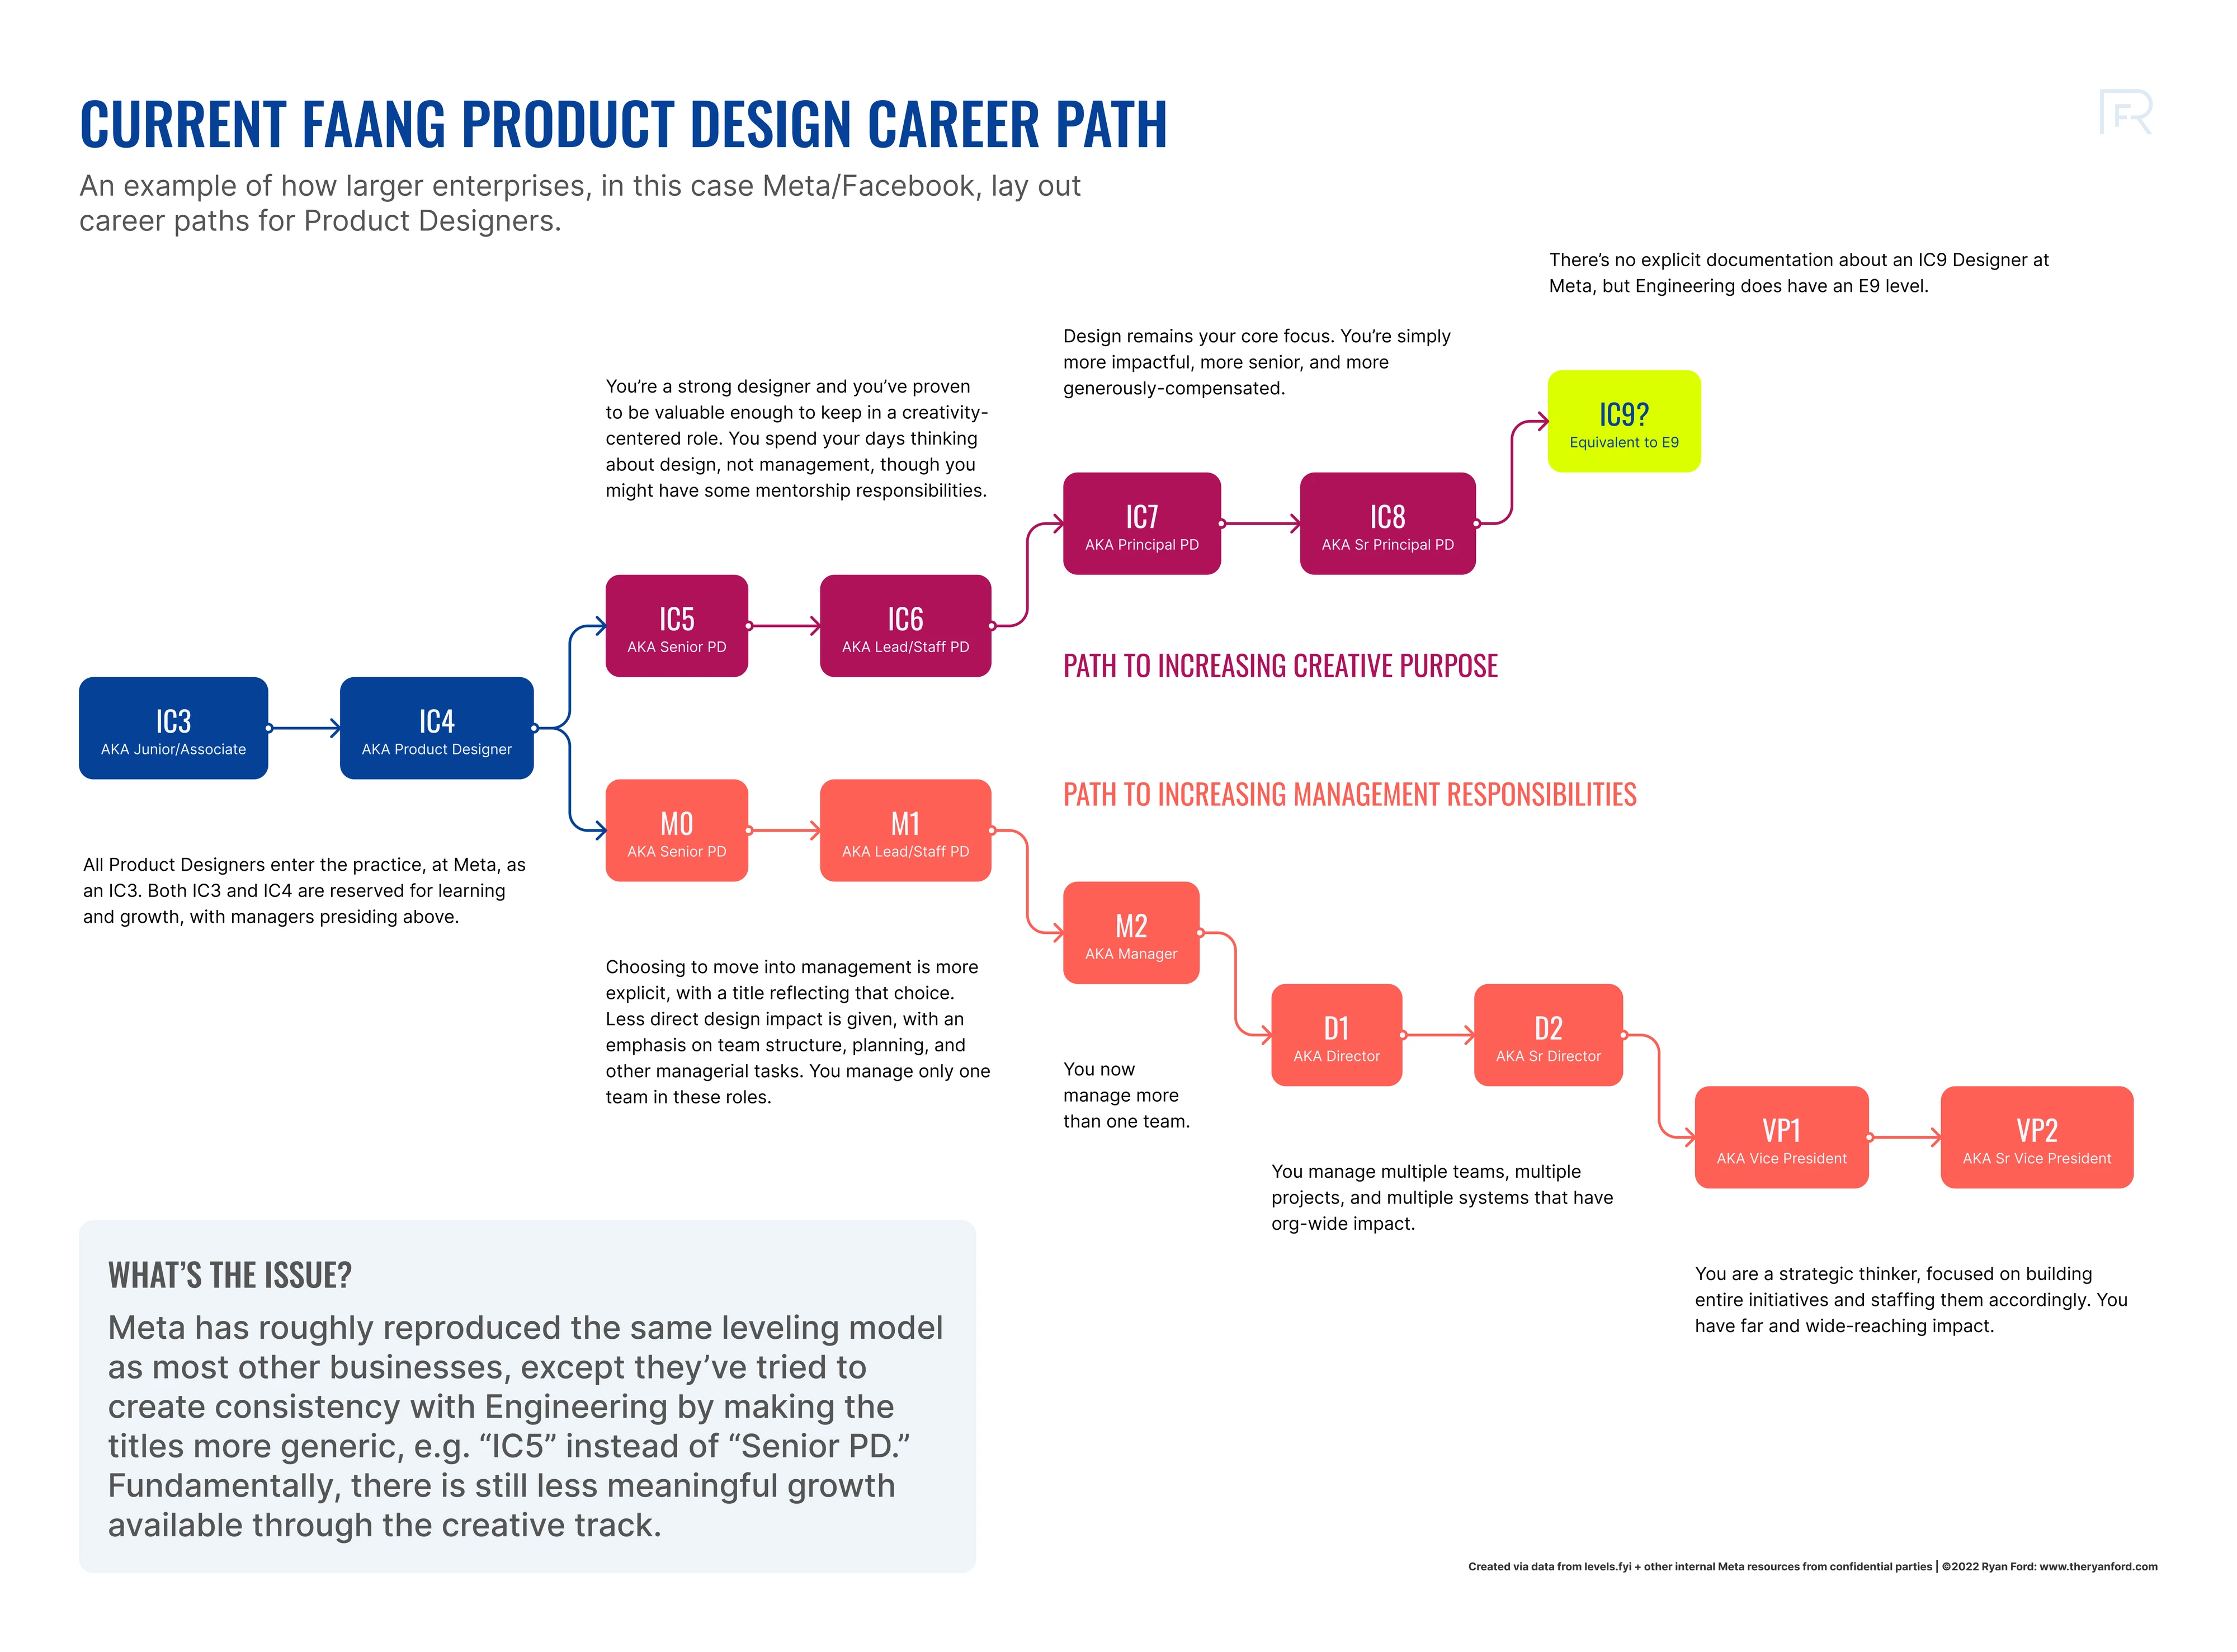 CURRENT FAANG PRODUCT DESIGN CAREER PATH
An example of how larger enterprises, in this case Meta/Facebook, lay out
career paths for Product Designers.
FR
There’s no explicit documentation about an IC9 Designer at
Meta, but Engineering does have an E9 level.
Design remains your core focus. You’re simply
more impactful, more senior, and more
generously-compensated.
You’re a strong designer and you’ve proven
to be valuable enough to keep in a creativity-
centered role. You spend your days thinking
about design, not management, though you
might have some mentorship responsibilities.
IC9?
Equivalent to E9
IC7
AKA Principal PD
IC8
AKA Sr Principal PD
IC5
AKA Senior PD
IC6
AKA Lead/Staff PD
PATH TO INCREASING CREATIVE PURPOSE
IC3
AKA Junior/Associate
IC4
AKA Product Designer
PATH TO INCREASING MANAGEMENT RESPONSIBILITIES
M0
AKA Senior PD
M1
AKA Lead/Staff PD
All Product Designers enter the practice, at Meta, as
an IC3. Both IC3 and IC4 are reserved for learning
and growth, with managers presiding above.
M2
AKA Manager
Choosing to move into management is more
explicit, with a title reflecting that choice.
Less direct design impact is given, with an
emphasis on team structure, planning, and
other managerial tasks. You manage only one
team in these roles.
D1
AKA Director
D2
AKA Sr Director
You now
manage more
than one team.
VP1
AKA Vice President
VP2
AKA Sr Vice President
You manage multiple teams, multiple
projects, and multiple systems that have
org-wide impact.
You are a strategic thinker, focused on building
entire initiatives and staffing them accordingly. You
have far and wide-reaching impact.
WHAT’S THE ISSUE?
Meta has roughly reproduced the same leveling model
as most other businesses, except they’ve tried to
create consistency with Engineering by making the
titles more generic, e.g. “IC5” instead of “Senior PD.”
Fundamentally, there is still less meaningful growth
available through the creative track.
Created via data from levels.fyi + other internal Meta resources from confidential parties | ©2022 Ryan Ford: www.theryanford.com